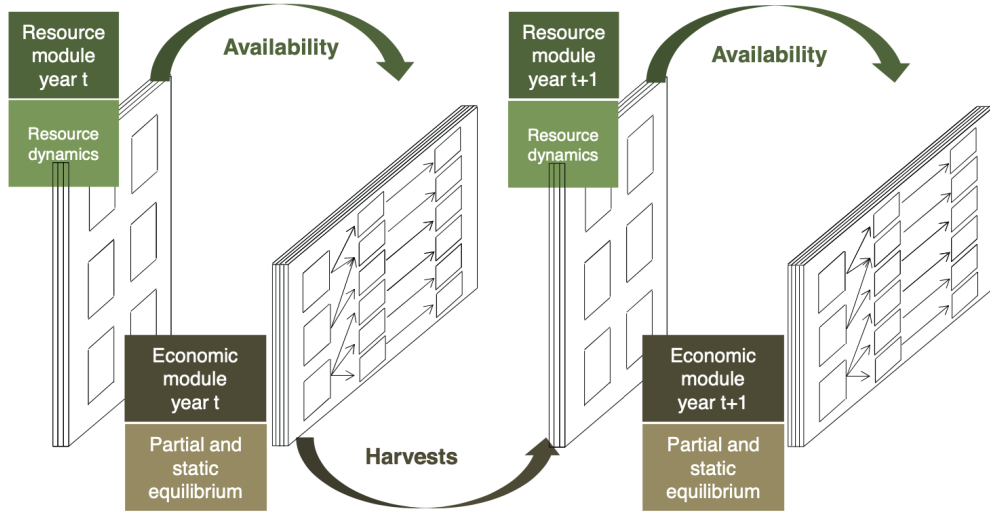 Resource
module
year t
Resource
dynamics
Availability
Economic
module
year t
Partial and
static
equilibrium
Harvests
Resource
module
year t+1
Resource
dynamics
Availability
Economic
module
year t+1
Partial and
static
equilibrium